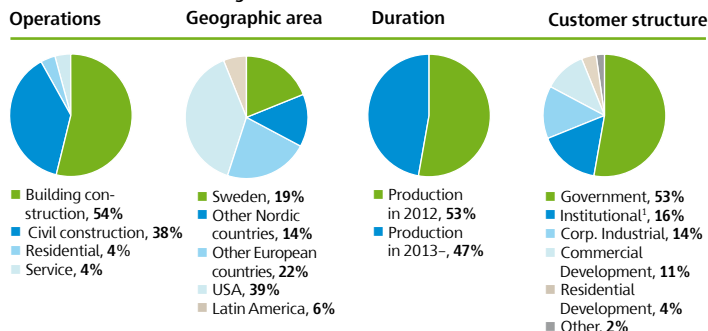 Operations
Building con-
struction, 54%
Civil construction, 38%
Residential, 4%
Service, 4%
Geographic area
Sweden, 19%
Other Nordic
countries, 14%
Other European
countries, 22%
USA, 39%
Latin America, 6%
Duration
Production
in 2012, 53%
Production
in 2013–, 47%
Customer structure
Government, 53%
Institutional¹, 16%
Corp. Industrial, 14%
Commercial
Development, 11%
Residential
Development, 4%
Other, 2%